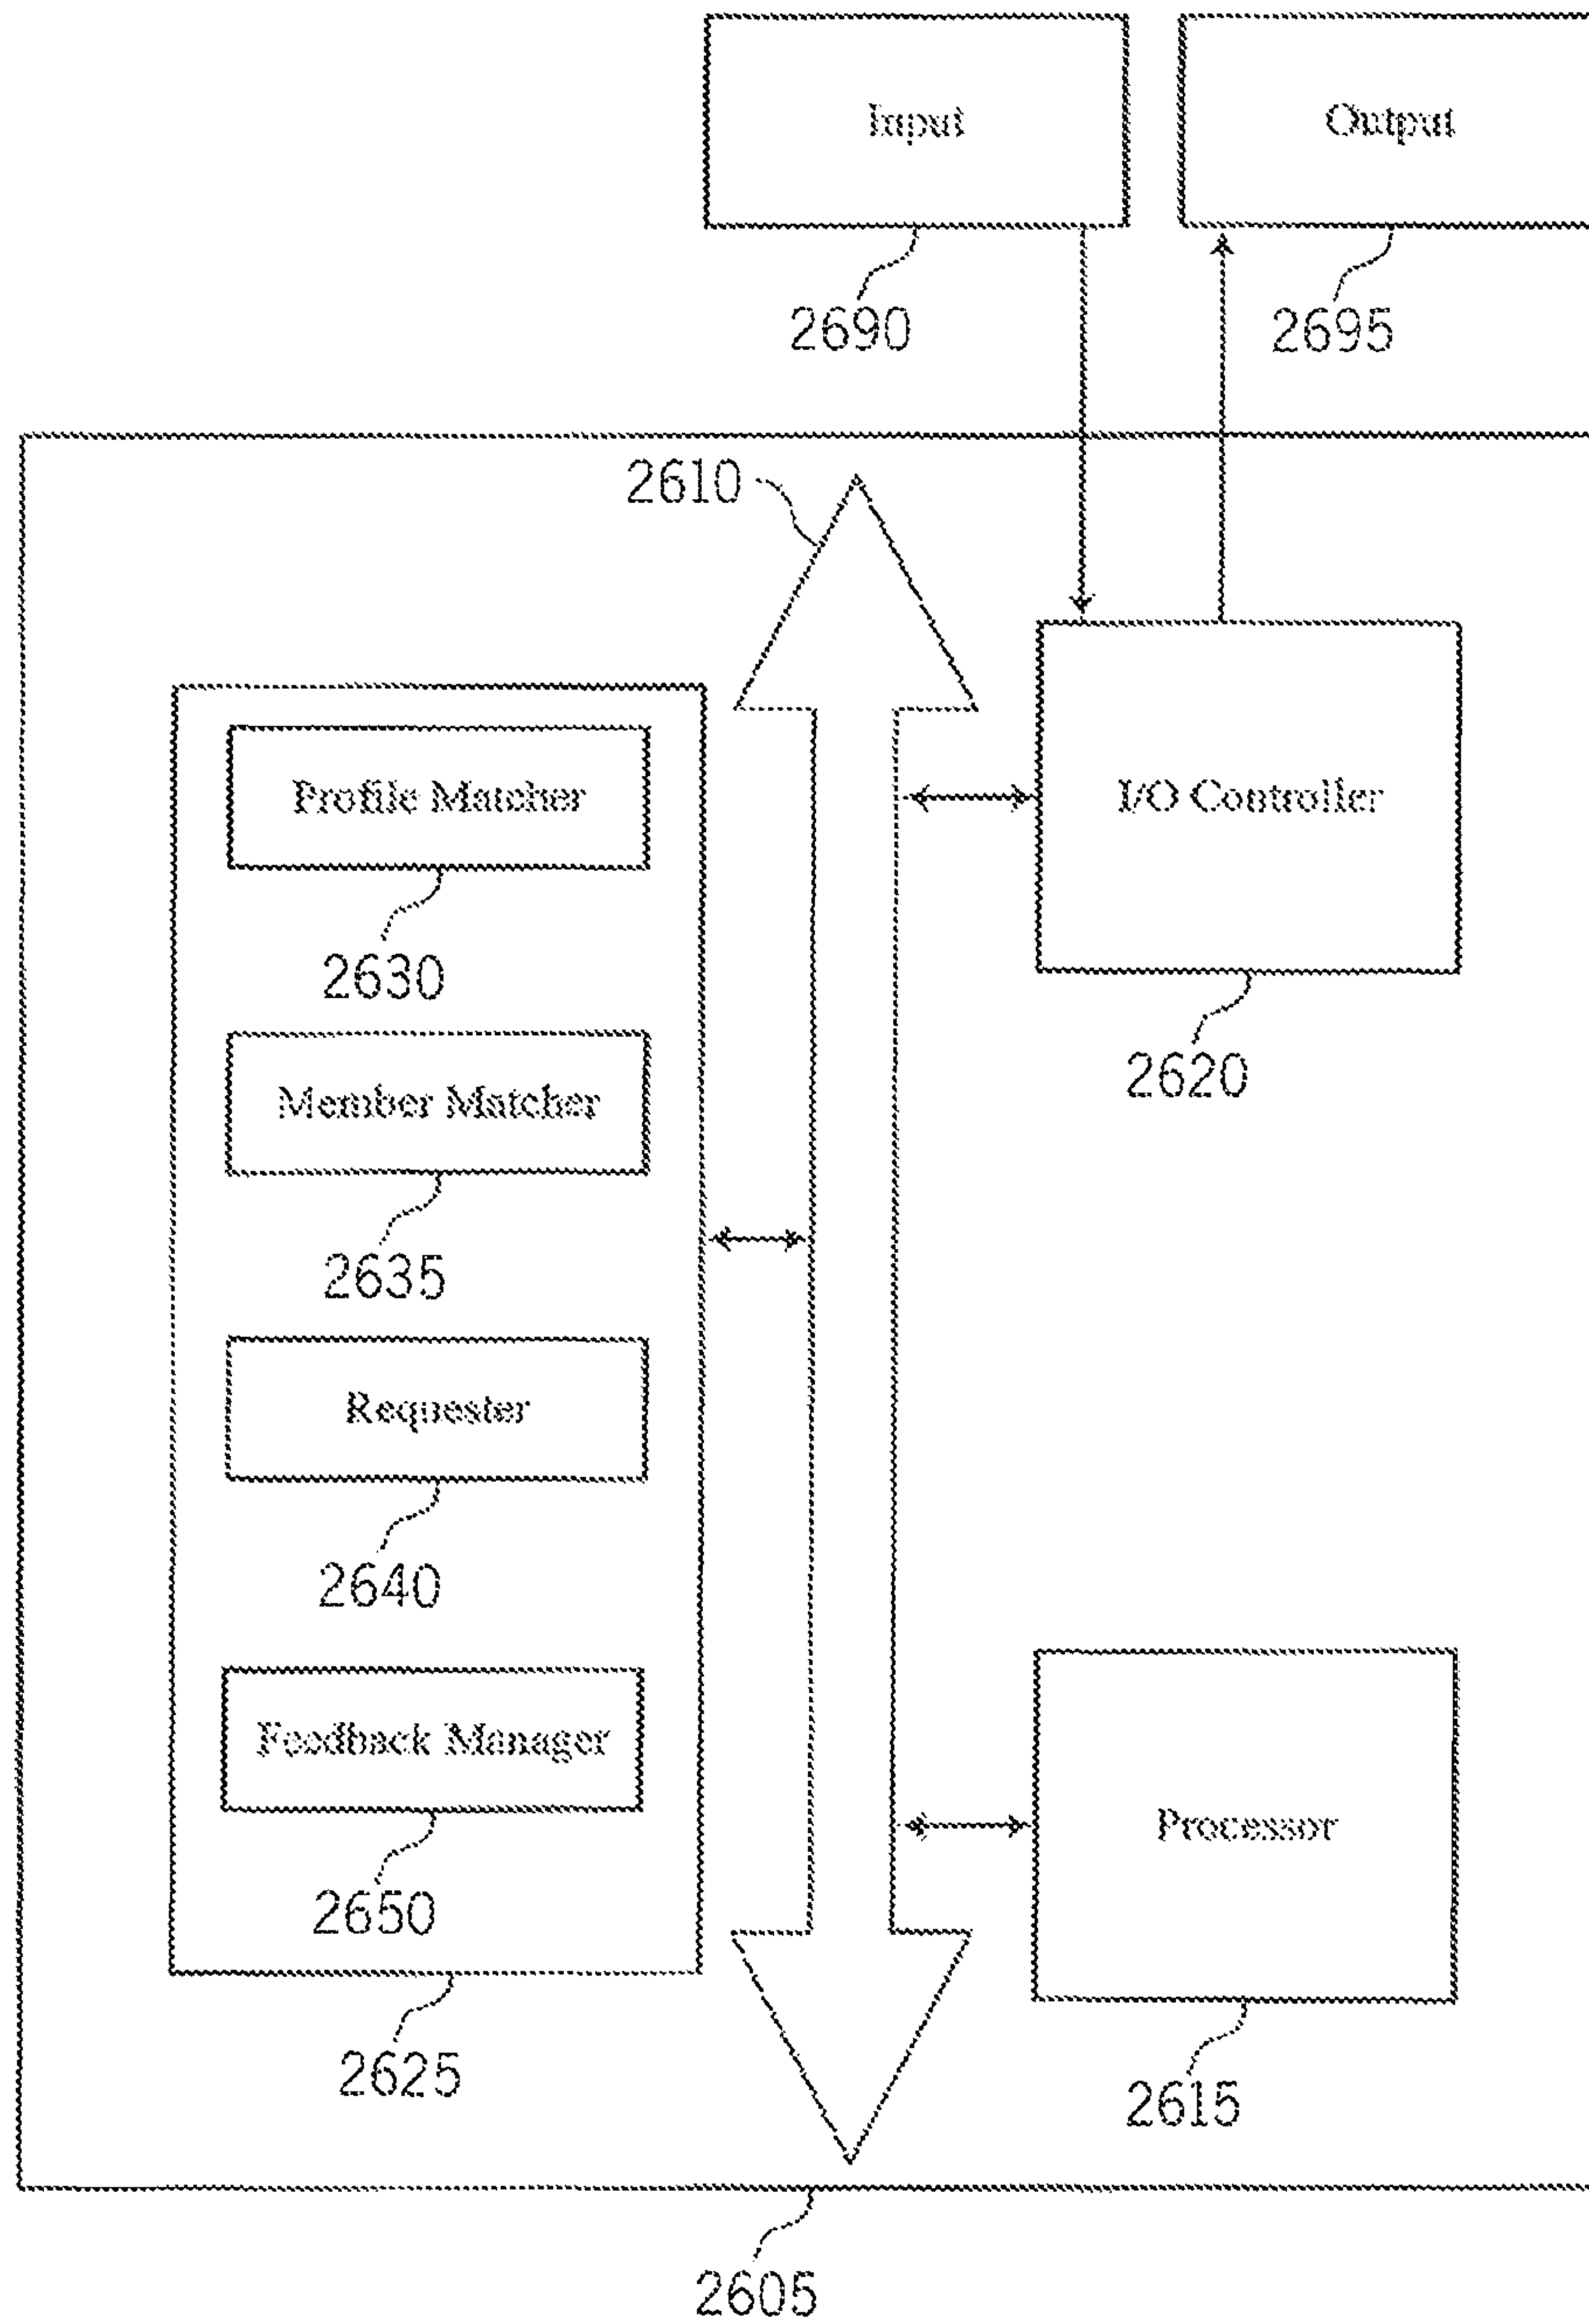 Input
Output
2690
2695
2610
Profile Matcher
I/O Controller
2630
2620
Member Matcher
2635
Requester
2640
Feedback Manager
Processor
2650
2625
2615
2605